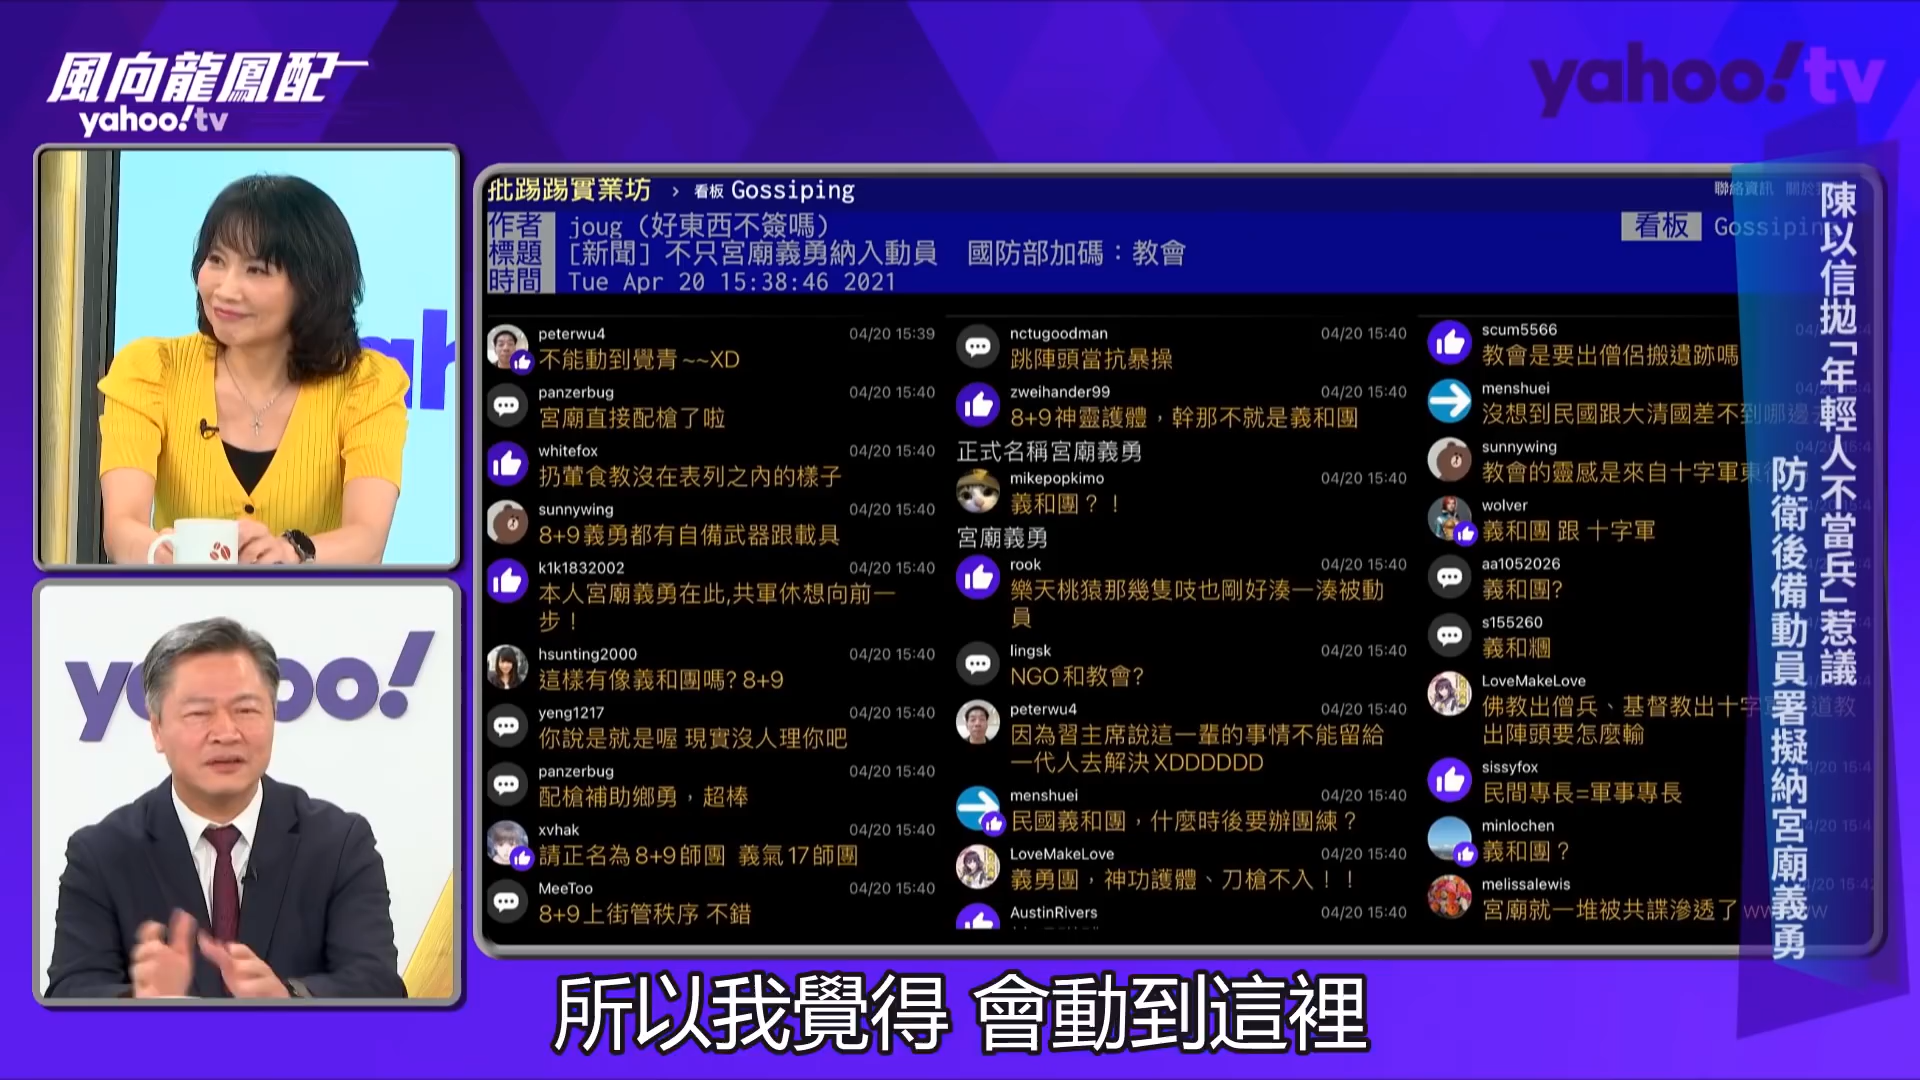 風向龍鳳配
yahoo!tv
yahoo!tv
yahoo!
批踢踢實業坊 › 看板 Gossiping
聯絡資訊
作者 joug (好東西不簽嗎)
看板 Gossiping
標題 [新聞] 不只宮廟義勇納入動員 國防部加碼：教會
時間 Tue Apr 20 15:38:46 2021
peterwu4 04/20 15:39
不能動到覺青~~XD
panzerbug 04/20 15:40
宮廟直接配槍了啦
whitefox 04/20 15:40
扔葷食教沒在表列之內的樣子
sunnywing 04/20 15:40
8+9義勇都有自備武器跟載具
k1k1832002 04/20 15:40
本人宮廟義勇在此,共軍休想向前一
步！
hsunting2000 04/20 15:40
這樣有像義和團嗎? 8+9
yeng1217 04/20 15:40
你說是就是喔 現實沒人理你吧
panzerbug 04/20 15:40
配槍補助鄉勇，超棒
xvhak 04/20 15:40
請正名為8+9師團 義氣17師團
MeeToo 04/20 15:40
8+9上街管秩序 不錯
nctugoodman 04/20 15:40
跳陣頭當抗暴操
zweihander99 04/20 15:40
8+9神靈護體，幹那不就是義和團
正式名稱宮廟義勇
mikepopkimo 04/20 15:40
義和團？！
宮廟義勇
rook 04/20 15:40
樂天桃猿那幾隻吱也剛好湊一湊被動
員
lingsk 04/20 15:40
NGO和教會?
peterwu4 04/20 15:40
因為習主席說這一輩的事情不能留給
一代人去解決XDDDDDD
menshuei 04/20 15:40
民國義和團，什麼時後要辦團練？
LoveMakeLove 04/20 15:40
義勇團，神功護體、刀槍不入！！
AustinRivers 04/20 15:40
scum5566
教會是要出僧侶搬遺跡嗎
menshuei
沒想到民國跟大清國差不到哪邊
sunnywing
教會的靈感是來自十字軍東
wolver
義和團 跟 十字軍
aa1052026
義和團?
s155260
義和糰
LoveMakeLove
佛教出僧兵、基督教出十字軍、道教
出陣頭要怎麼輸
sissyfox
民間專長=軍事專長
minlochen
義和團？
melissalewis
宮廟就一堆被共諜滲透了
陳以信拋「年輕人不當兵」惹議
防衛後備動員署擬納宮廟義勇
所以我覺得 會動到這裡